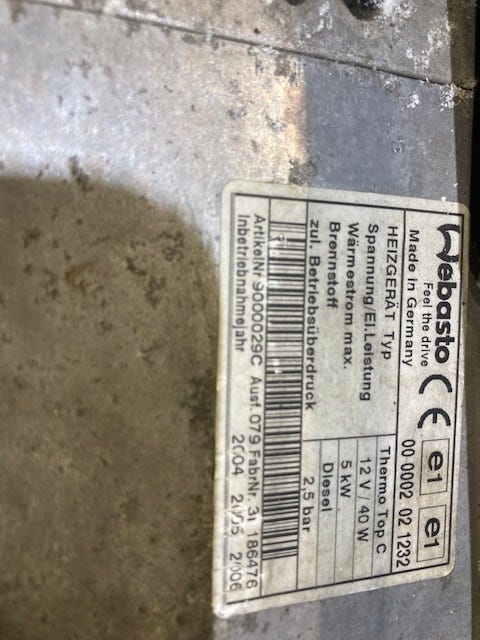 Webasto
Feel the drive
Made in Germany
CE e1 e1
00 0002 02 1232
HEIZGERÄT Typ Thermo Top C
Spannung/El.Leistung 12 V / 40 W
Wärmestrom max. 5 kW
Brennstoff Diesel
zul. Betriebsüberdruck 2,5 bar
ArtikelNr. 9000029C Ausf. 079 FabrNr. 31 186476
Inbetriebnahmejahr 2004 2005 2006